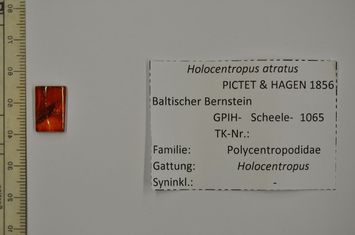 Holocentropus atratus
PICTET & HAGEN 1856
Baltischer Bernstein
GPIH- Scheele- 1065
TK-Nr.:
Familie: Polycentropodidae
Gattung: Holocentropus
Syninkl.: -